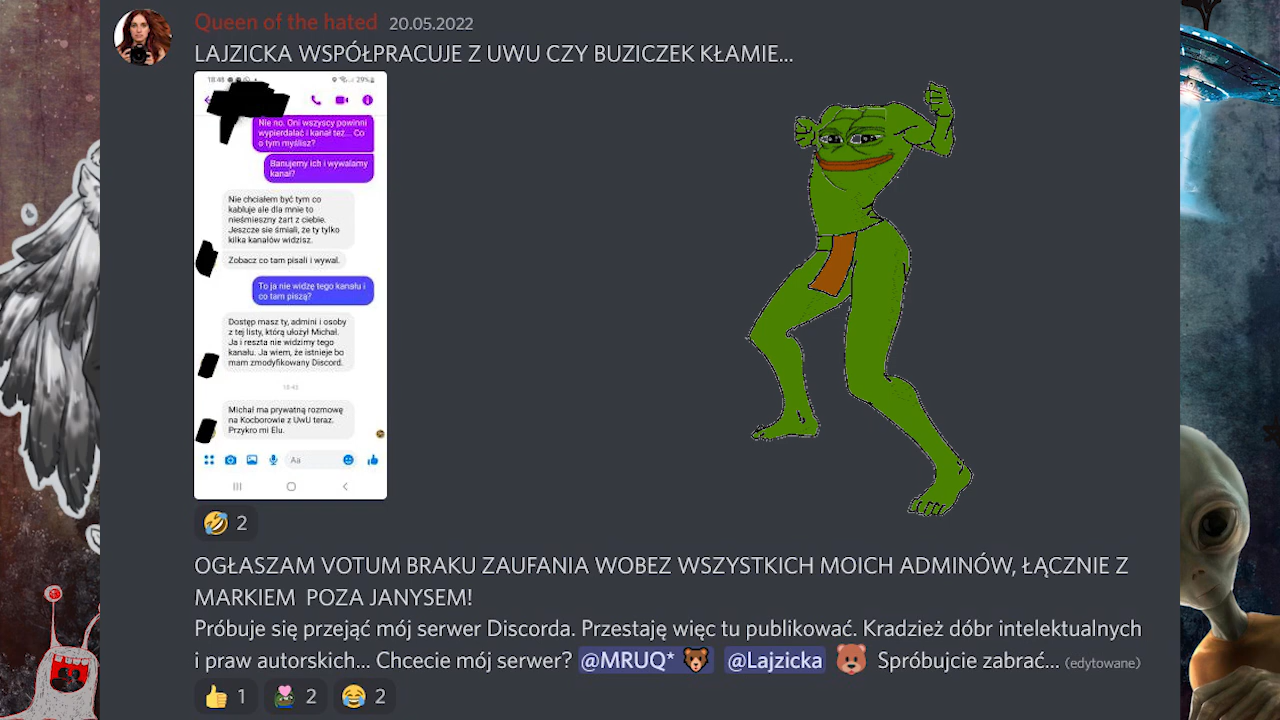 Queen of the hated 20.05.2022
LAJZICKA WSPÓŁPRACUJE Z UWU CZY BUZICZEK KŁAMIE...
18:48 29%
Nie no. Oni wszyscy powinni
wypierdalać i kanał też... Co
o tym myślisz?
Banujemy ich i wywalamy
kanał?
Nie chciałem być tym co
kabluje ale dla mnie to
nieśmieszny żart z ciebie.
Jeszcze sie śmiali, że ty tylko
kilka kanałów widzisz.
Zobacz co tam pisali i wywal.
To ja nie widzę tego kanału i
co tam piszą?
Dostęp masz ty, admini i osoby
z tej listy, którą ułożył Michał.
Ja i reszta nie widzimy tego
kanału. Ja wiem, że istnieje bo
mam zmodyfikowany Discord.
18:43
Michał ma prywatną rozmowę
na Kocborowie z UwU teraz.
Przykro mi Elu.
Aa
2
OGŁASZAM VOTUM BRAKU ZAUFANIA WOBEZ WSZYSTKICH MOICH ADMINÓW, ŁĄCZNIE Z
MARKIEM POZA JANYSEM!
Próbuje się przejąć mój serwer Discorda. Przestaję więc tu publikować. Kradzież dóbr intelektualnych
i praw autorskich... Chcecie mój serwer? @MRUQ* @Lajzicka Spróbujcie zabrać... (edytowane)
1 2 2